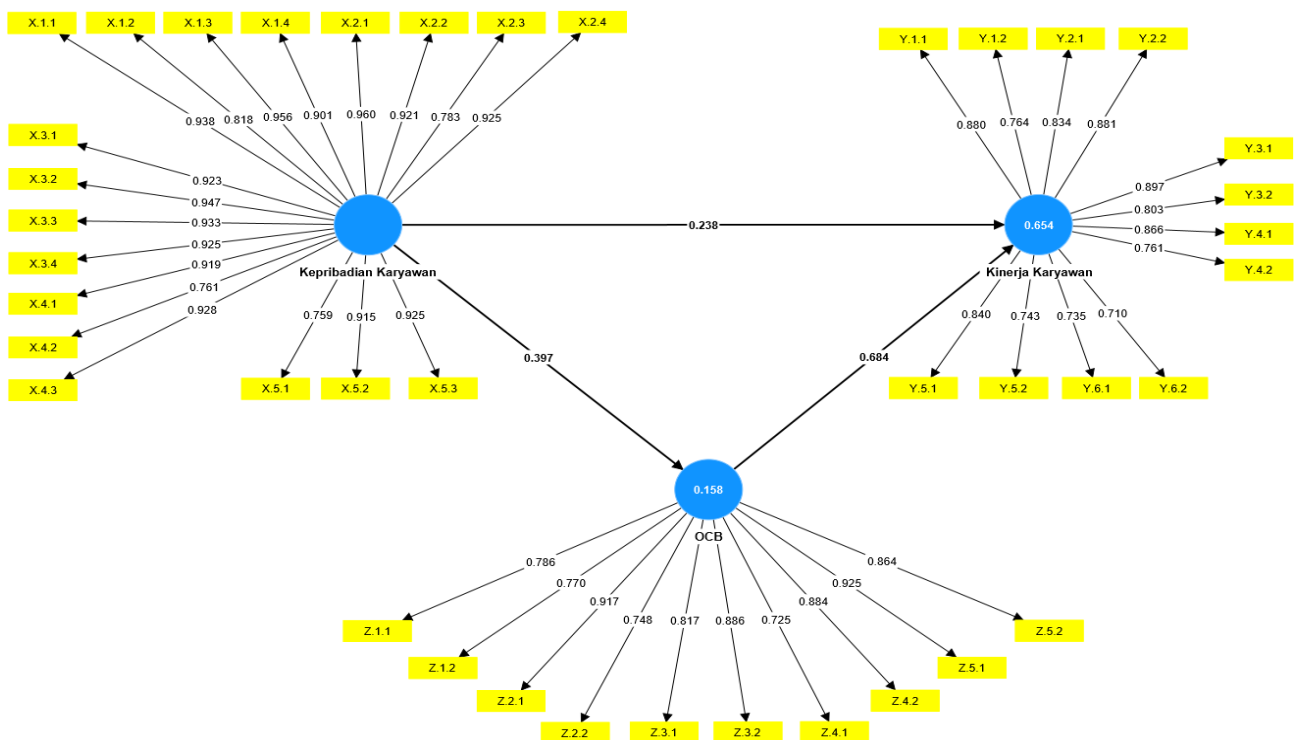 X.1.1 X.1.2 X.1.3 X.1.4 X.2.1 X.2.2 X.2.3 X.2.4
Y.1.1 Y.1.2 Y.2.1 Y.2.2
0.938 0.818 0.956 0.901 0.960 0.921 0.783 0.925
0.880 0.764 0.834 0.881
X.3.1
X.3.2
X.3.3
X.3.4
X.4.1
X.4.2
X.4.3
0.923
0.947
0.933
0.925
0.919
0.761
0.928
Kepribadian Karyawan
0.759 0.915 0.925
X.5.1 X.5.2 X.5.3
0.238
0.397
0.684
0.654
Kinerja Karyawan
0.897
0.803
0.866
0.761
Y.3.1
Y.3.2
Y.4.1
Y.4.2
0.840 0.743 0.735 0.710
Y.5.1 Y.5.2 Y.6.1 Y.6.2
0.158
OCB
0.786 0.770 0.917 0.748 0.817 0.886 0.725 0.884 0.925 0.864
Z.1.1 Z.1.2 Z.2.1 Z.2.2 Z.3.1 Z.3.2 Z.4.1 Z.4.2 Z.5.1 Z.5.2